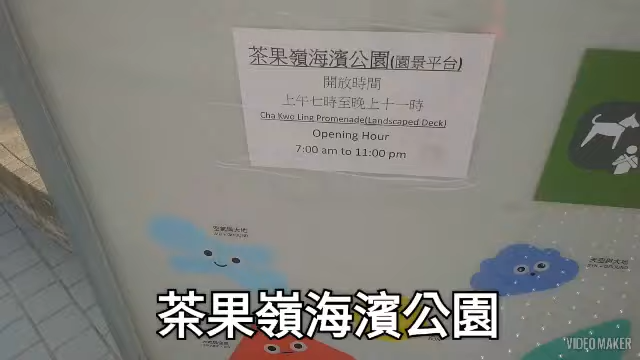 茶果嶺海濱公園(園景平台)
開放時間
上午七時至晚上十一時
Cha Kwo Ling Promenade(Landscaped Deck)
Opening Hour
7:00 am to 11:00 pm
茶果嶺海濱公園
VIDEO MAKER